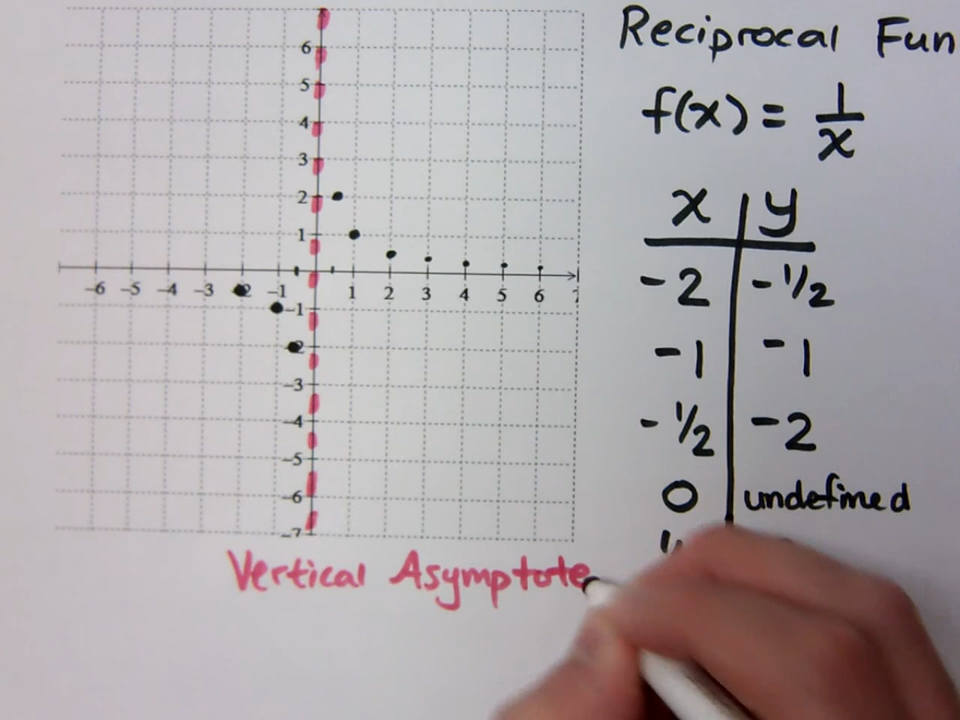 Reciprocal Fun
f(x) = 1/x
x y
-2 -1/2
-1 -1
-1/2 -2
0 undefined
6
5
4
3
2
1
-6 -5 -4 -3 -2 -1 1 2 3 4 5 6
-1
-2
-3
-4
-5
-6
-7
Vertical Asymptote